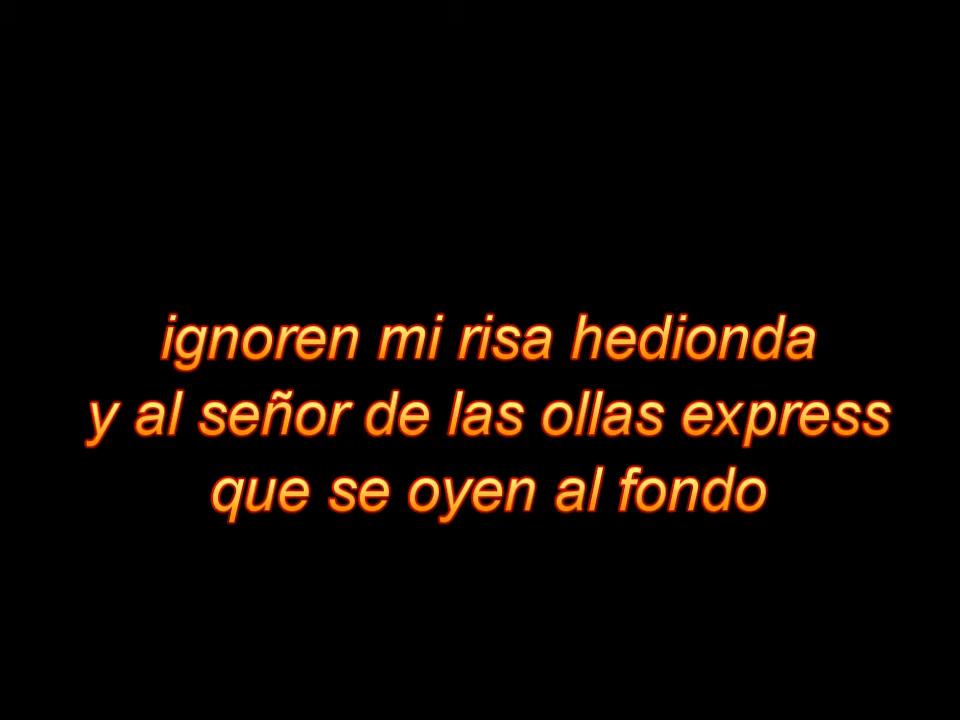 ignoren mi risa hedionda
y al señor de las ollas express
que se oyen al fondo